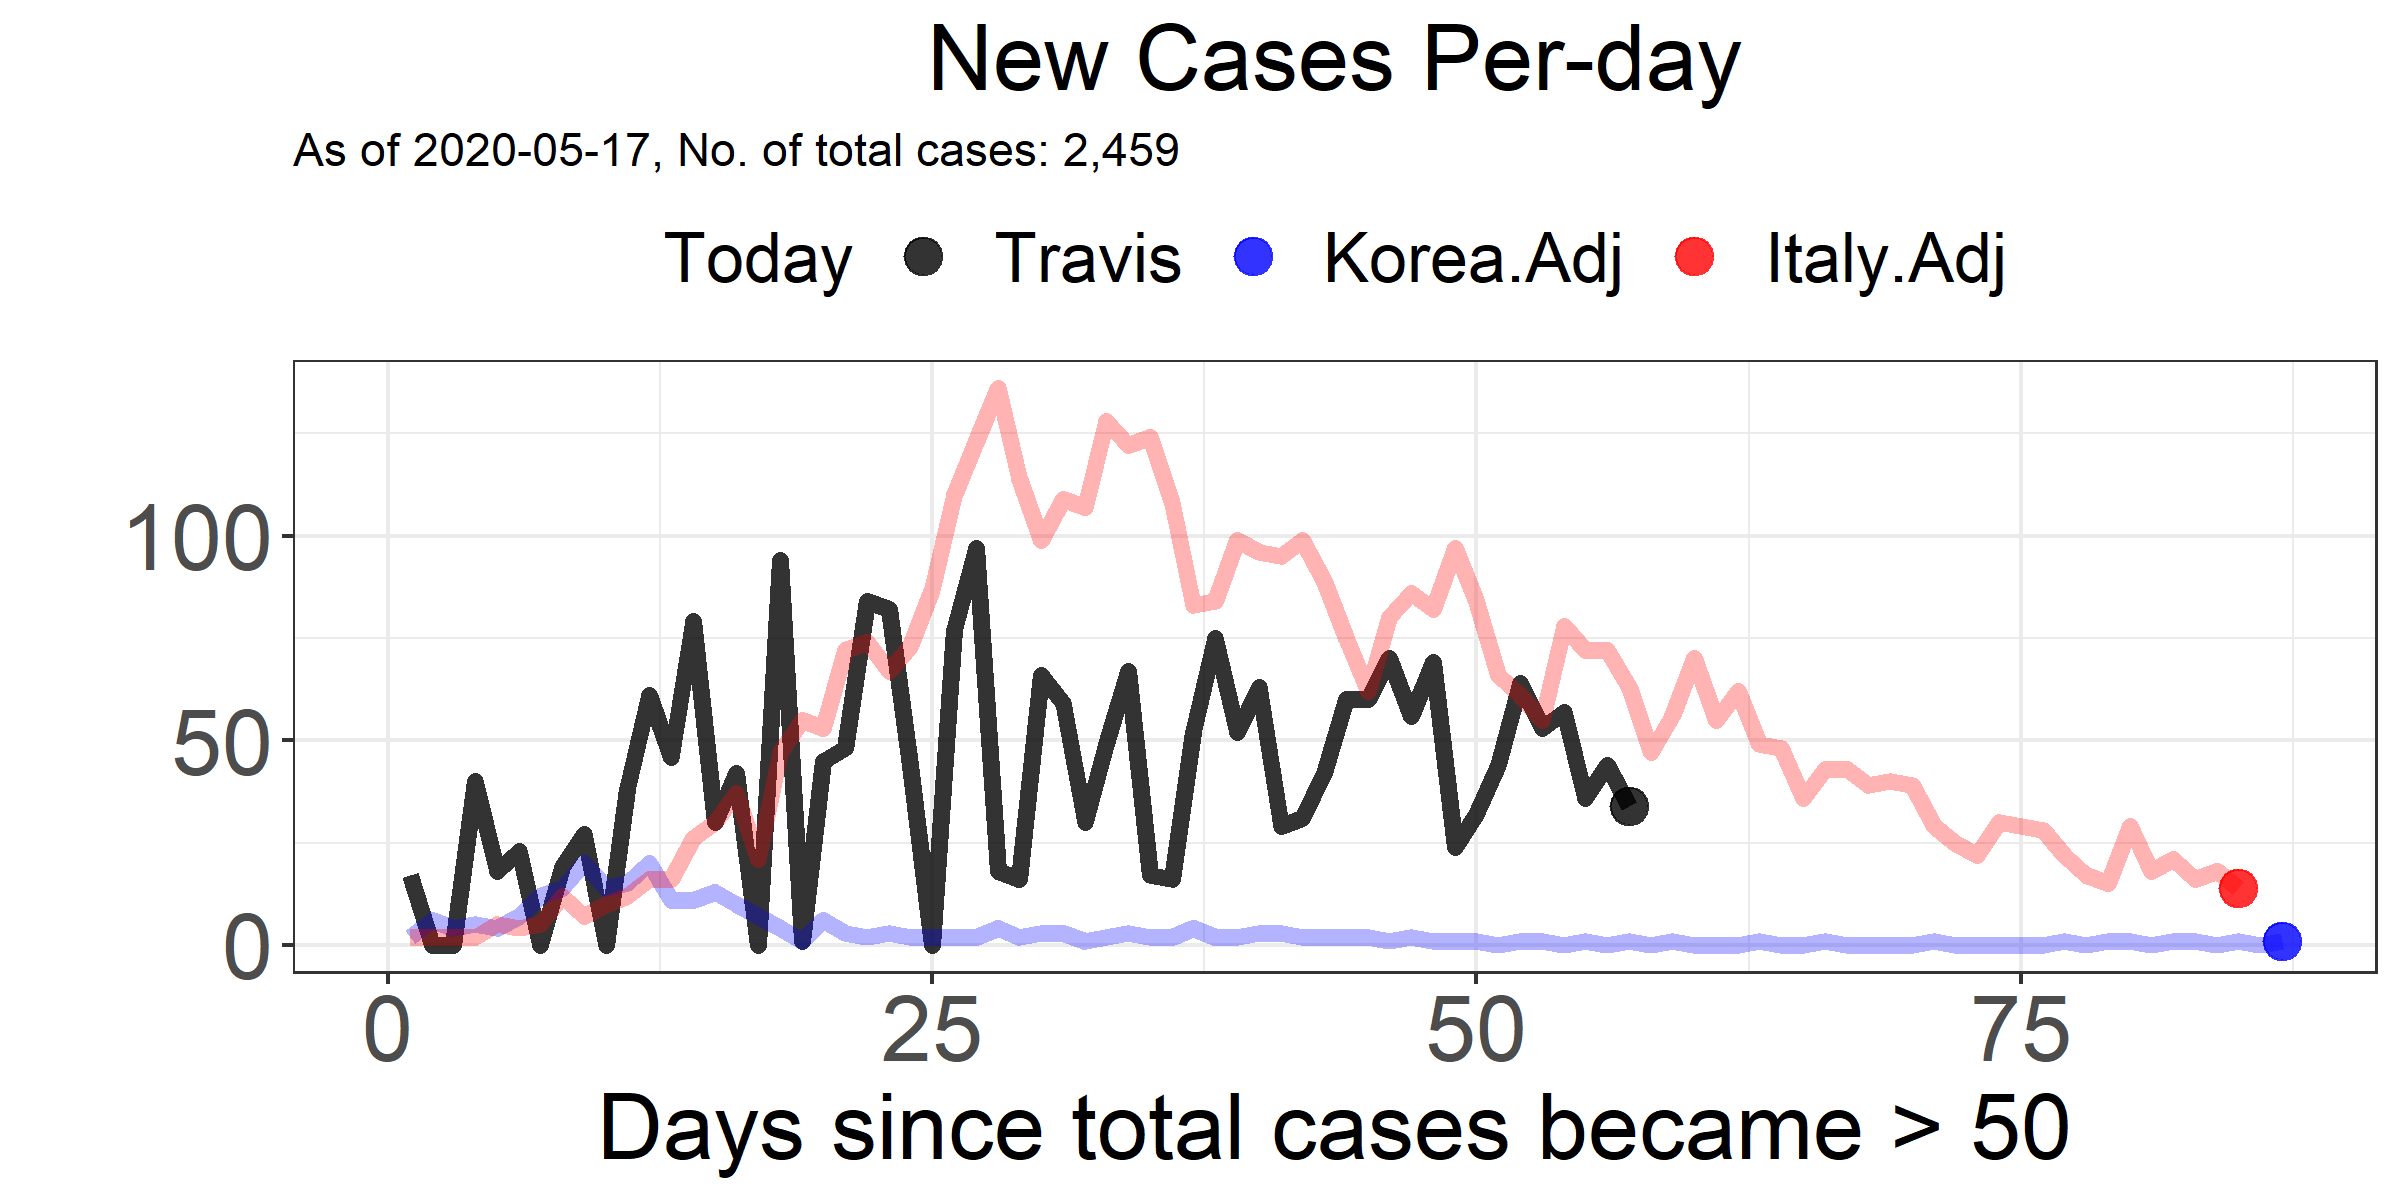 New Cases Per-day
As of 2020-05-17, No. of total cases: 2,459
Today Travis Korea.Adj Italy.Adj
100
50
0
0 25 50 75
Days since total cases became > 50